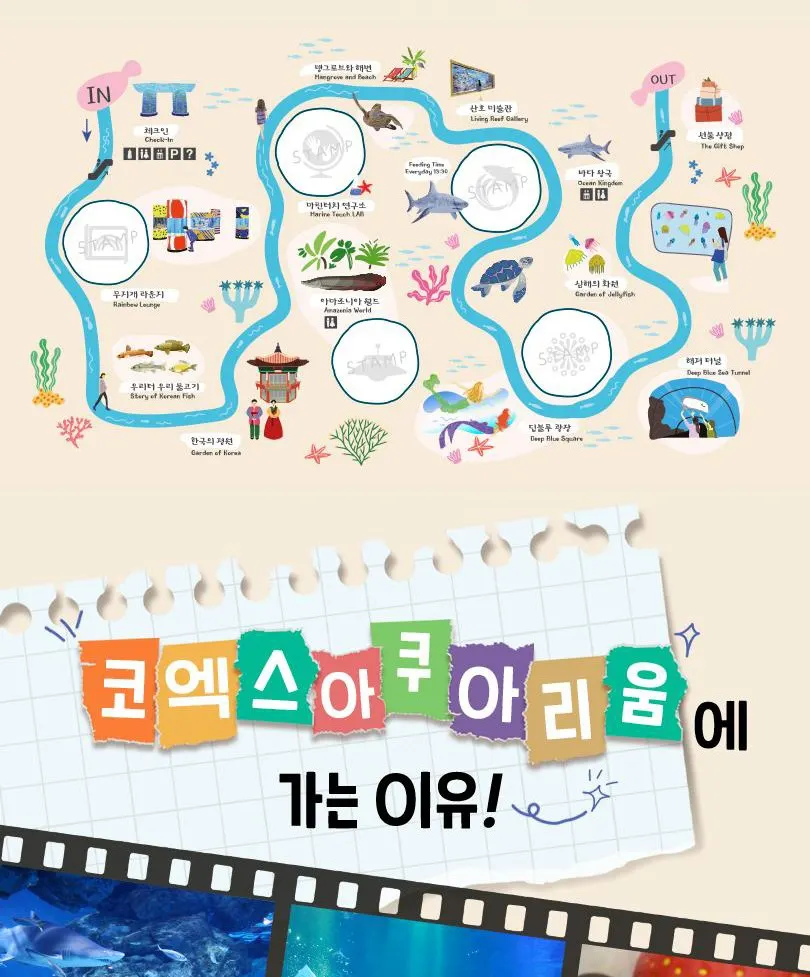 IN
체크인
Check-In
P ?
STAMP
무지개 라운지
Rainbow Lounge
우리터 우리 물고기
Story of Korean Fish
한국의 정원
Garden of Korea
맹그로브와 해변
Mangrove and Beach
STAMP
마린터치 연구소
Marine Touch LAB
아마조니아 월드
Amazonia World
STAMP
산호 미술관
Living Reef Gallery
Feeding Time
Everyday 13:30
STAMP
바다 왕국
Ocean Kingdom
심해의 화원
Garden of Jellyfish
STAMP
딥블루 광장
Deep Blue Square
OUT
선물 상점
The Gift Shop
해저 터널
Deep Blue Sea Tunnel
코엑스아쿠아리움에
가는 이유!